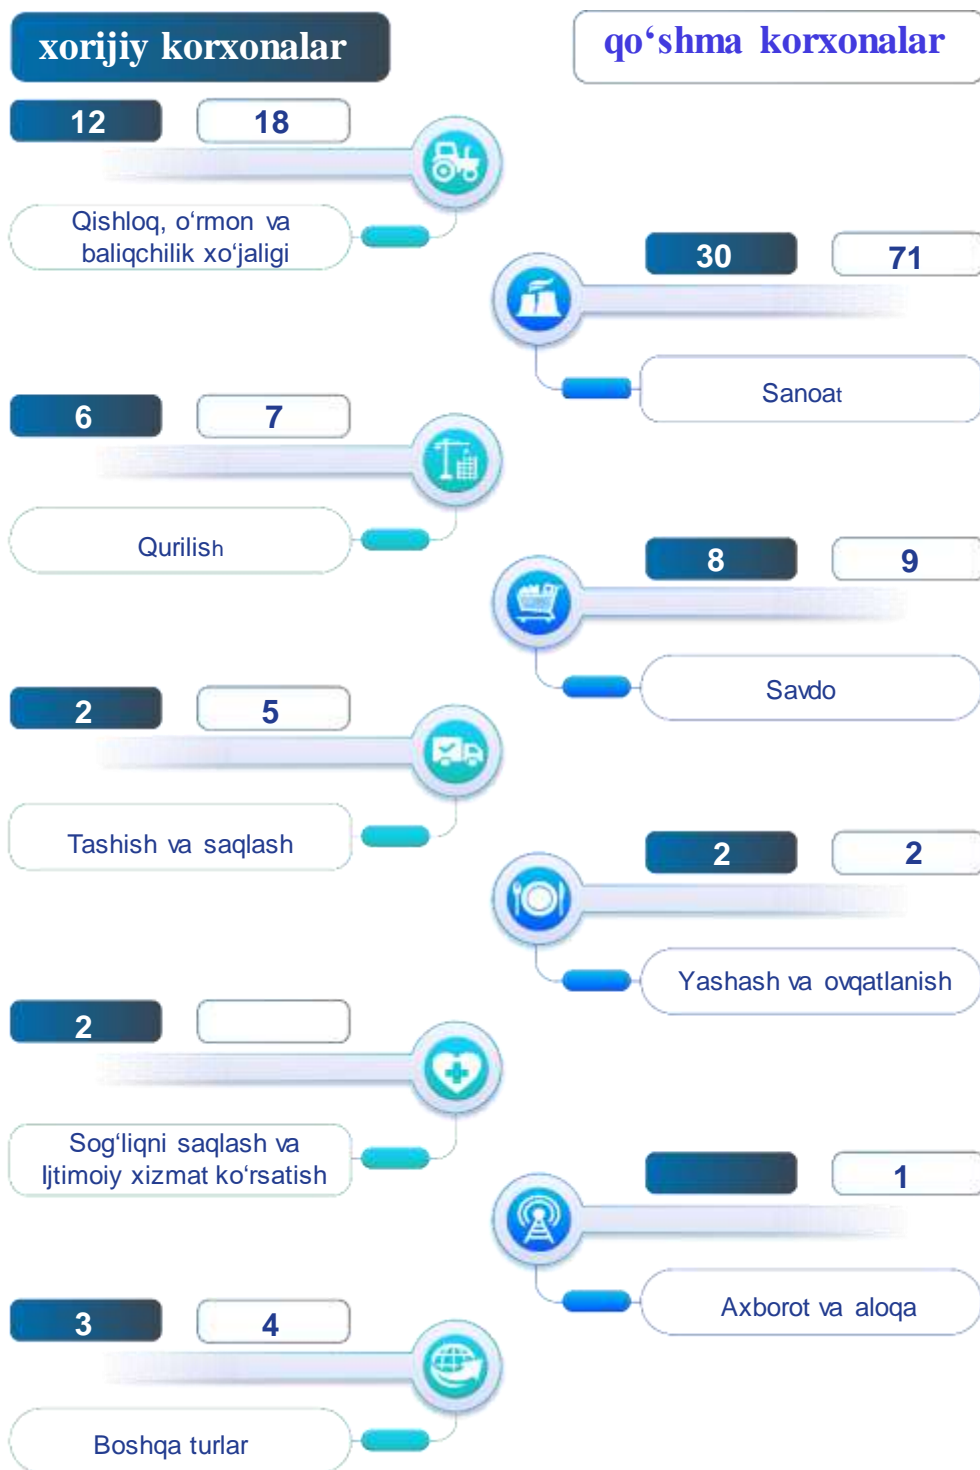 xorijiy korxonalar
qo‘shma korxonalar
12 18
Qishloq, o‘rmon va
baliqchilik xo‘jaligi
30 71
Sanoat
6 7
Qurilish
8 9
Savdo
2 5
Tashish va saqlash
2 2
Yashash va ovqatlanish
2
Sog‘liqni saqlash va
Ijtimoiy xizmat ko‘rsatish
1
Axborot va aloqa
3 4
Boshqa turlar